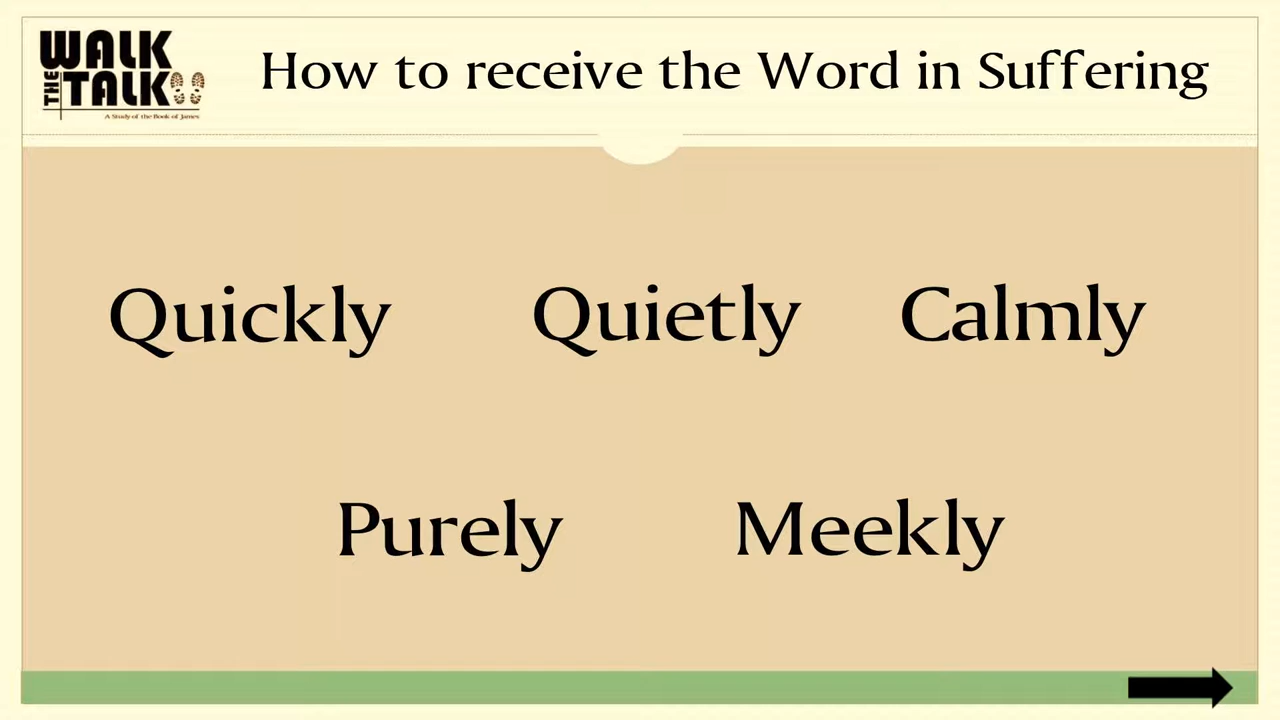 WALK
THE TALK
A Study of the Book of James
How to receive the Word in Suffering
Quickly Quietly Calmly
Purely Meekly